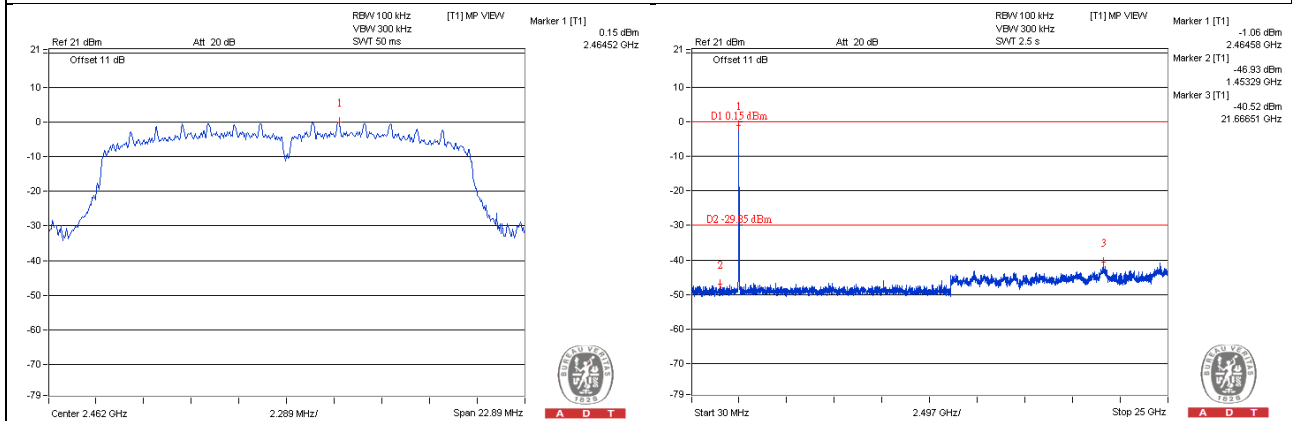 RBW 100 kHz
[T1] MP VIEW
VBW 300 kHz
Ref 21 dBm
Att 20 dB
SWT 50 ms
Marker 1 [T1]
0.15 dBm
2.46452 GHz
21
Offset 11 dB
10
0
-10
-20
-30
-40
-50
-60
-70
-79
1
Center 2.462 GHz
2.289 MHz/
Span 22.89 MHz
BUREAU VERITAS
1828
A D T
RBW 100 kHz
[T1] MP VIEW
VBW 300 kHz
Ref 21 dBm
Att 20 dB
SWT 2.5 s
Marker 1 [T1]
-1.06 dBm
2.46458 GHz
Marker 2 [T1]
-46.93 dBm
1.45329 GHz
Marker 3 [T1]
-40.52 dBm
21.66651 GHz
21
Offset 11 dB
10
0
-10
-20
-30
-40
-50
-60
-70
-79
1
D1 0.15 dBm
D2 -29.85 dBm
2
3
Start 30 MHz
2.497 GHz/
Stop 25 GHz
BUREAU VERITAS
1828
A D T